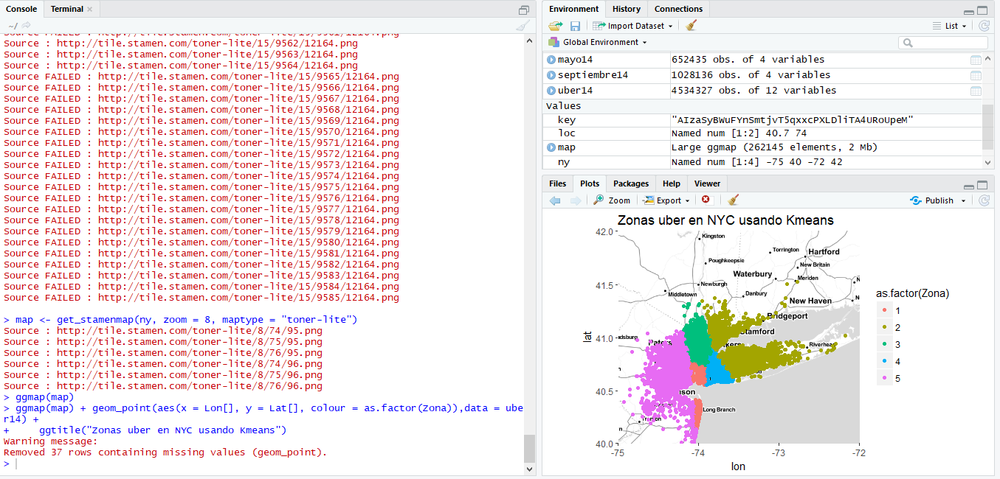 Console
Terminal
~/
Source FAILED : http://tile.stamen.com/toner-lite/15/9561/12164.png
Source : http://tile.stamen.com/toner-lite/15/9562/12164.png
Source : http://tile.stamen.com/toner-lite/15/9563/12164.png
Source : http://tile.stamen.com/toner-lite/15/9564/12164.png
Source FAILED : http://tile.stamen.com/toner-lite/15/9565/12164.png
Source FAILED : http://tile.stamen.com/toner-lite/15/9566/12164.png
Source FAILED : http://tile.stamen.com/toner-lite/15/9567/12164.png
Source FAILED : http://tile.stamen.com/toner-lite/15/9568/12164.png
Source FAILED : http://tile.stamen.com/toner-lite/15/9569/12164.png
Source FAILED : http://tile.stamen.com/toner-lite/15/9570/12164.png
Source FAILED : http://tile.stamen.com/toner-lite/15/9571/12164.png
Source FAILED : http://tile.stamen.com/toner-lite/15/9572/12164.png
Source FAILED : http://tile.stamen.com/toner-lite/15/9573/12164.png
Source FAILED : http://tile.stamen.com/toner-lite/15/9574/12164.png
Source FAILED : http://tile.stamen.com/toner-lite/15/9575/12164.png
Source FAILED : http://tile.stamen.com/toner-lite/15/9576/12164.png
Source FAILED : http://tile.stamen.com/toner-lite/15/9577/12164.png
Source FAILED : http://tile.stamen.com/toner-lite/15/9578/12164.png
Source FAILED : http://tile.stamen.com/toner-lite/15/9579/12164.png
Source FAILED : http://tile.stamen.com/toner-lite/15/9580/12164.png
Source FAILED : http://tile.stamen.com/toner-lite/15/9581/12164.png
Source FAILED : http://tile.stamen.com/toner-lite/15/9582/12164.png
Source FAILED : http://tile.stamen.com/toner-lite/15/9583/12164.png
Source FAILED : http://tile.stamen.com/toner-lite/15/9584/12164.png
Source FAILED : http://tile.stamen.com/toner-lite/15/9585/12164.png
> map <- get_stamenmap(ny, zoom = 8, maptype = "toner-lite")
Source : http://tile.stamen.com/toner-lite/8/74/95.png
Source : http://tile.stamen.com/toner-lite/8/75/95.png
Source : http://tile.stamen.com/toner-lite/8/76/95.png
Source : http://tile.stamen.com/toner-lite/8/74/96.png
Source : http://tile.stamen.com/toner-lite/8/75/96.png
Source : http://tile.stamen.com/toner-lite/8/76/96.png
> ggmap(map)
> ggmap(map) + geom_point(aes(x = Lon[], y = Lat[], colour = as.factor(Zona)),data = ube
r14) +
+     ggtitle("Zonas uber en NYC usando Kmeans")
Warning message:
Removed 37 rows containing missing values (geom_point).
>
Environment
History
Connections
Import Dataset
List
Global Environment
mayo14 652435 obs. of 4 variables
septiembre14 1028136 obs. of 4 variables
uber14 4534327 obs. of 12 variables
Values
key "AIzaSyBWuFYnSmtjvT5qxxcPXLDliTA4URoUpeM"
loc Named num [1:2] 40.7 74
map Large ggmap (262145 elements, 2 Mb)
ny Named num [1:4] -75 40 -72 42
Files
Plots
Packages
Help
Viewer
Zoom
Export
Publish
Zonas uber en NYC usando Kmeans
42.0
41.5
41.0
40.5
40.0
lat
Kingston
Torrington
Hartford
Poughkeepsie
New Britain
Waterbury
Meriden
Newburgh
Middletown
Danbury
New Haven
Bridgeport
Stamford
Riverhead
Long Branch
-75
-74
-73
-72
lon
as.factor(Zona)
1
2
3
4
5